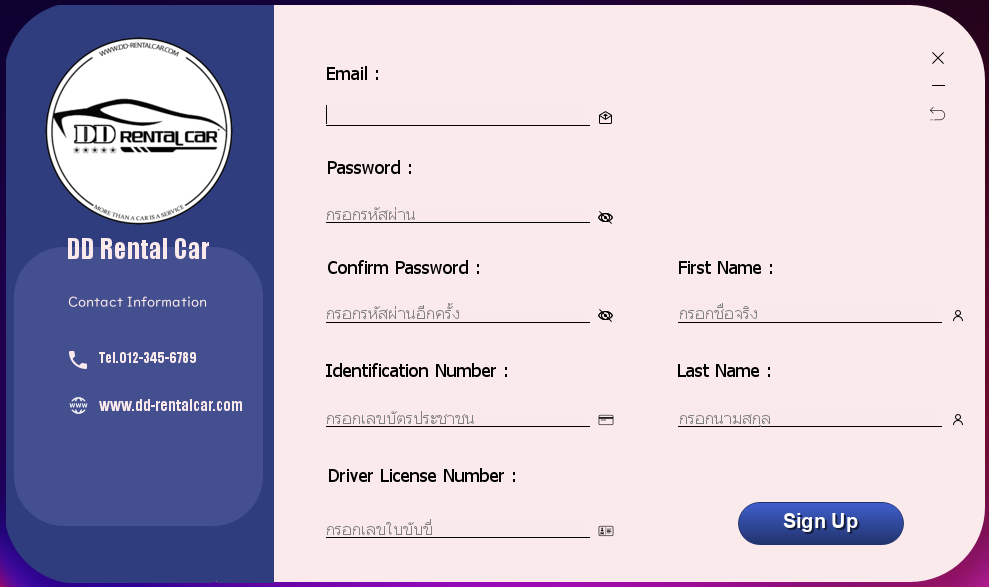 WWW.DD-RENTALCAR.COM
DD RENTAL CAR
MORE THAN A CAR IS A SERVICE
DD Rental Car
Contact Information
Tel.012-345-6789
www.dd-rentalcar.com
Email :
Password :
กรอกรหัสผ่าน
Confirm Password :
First Name :
กรอกรหัสผ่านอีกครั้ง
กรอกชื่อจริง
Identification Number :
Last Name :
กรอกเลขบัตรประชาชน
กรอกนามสกุล
Driver License Number :
กรอกเลขใบขับขี่
Sign Up